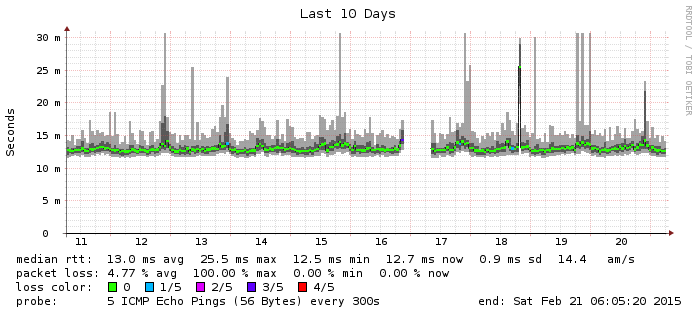 Last 10 Days
RRDTOOL / TOBI OETIKER
Seconds
30 m
25 m
20 m
15 m
10 m
5 m
0
11 12 13 14 15 16 17 18 19 20
median rtt: 13.0 ms avg 25.5 ms max 12.5 ms min 12.7 ms now 0.9 ms sd 14.4 am/s
packet loss: 4.77 % avg 100.00 % max 0.00 % min 0.00 % now
loss color: 0 1/5 2/5 3/5 4/5
probe: 5 ICMP Echo Pings (56 Bytes) every 300s end: Sat Feb 21 06:05:20 2015